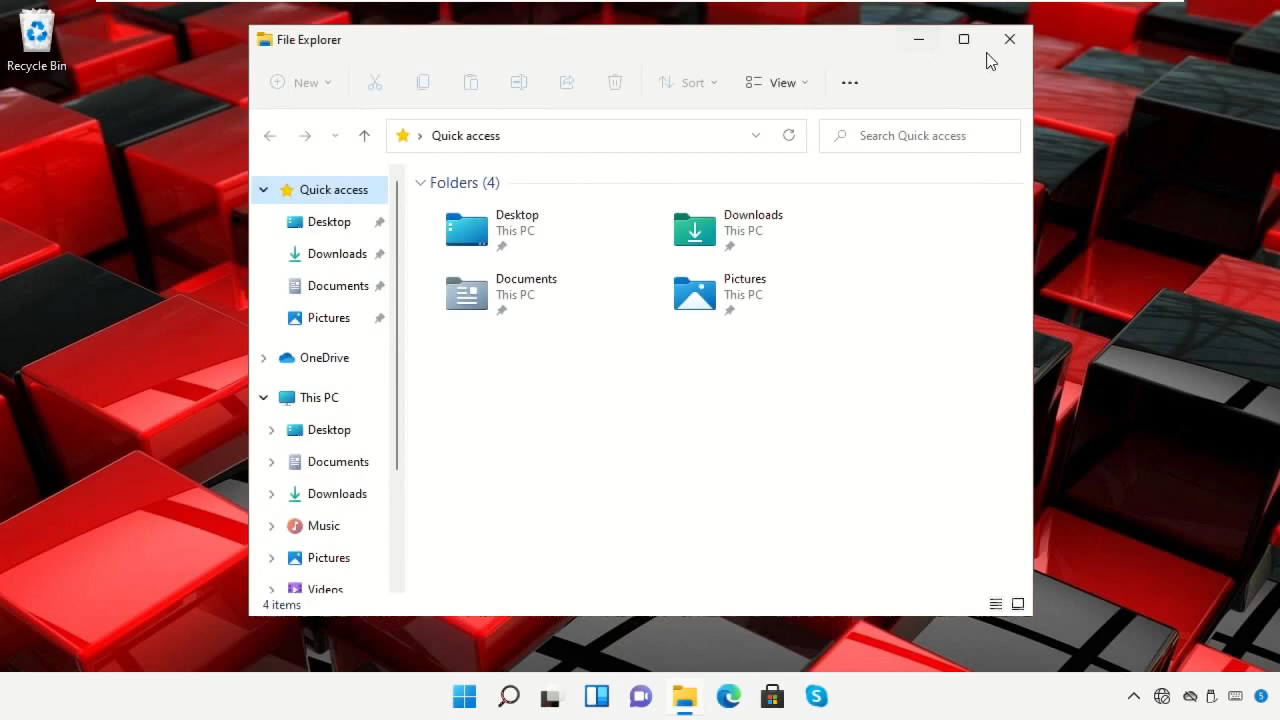 Recycle Bin
File Explorer
New
Sort
View
Quick access
Search Quick access
Quick access
Desktop
Downloads
Documents
Pictures
OneDrive
This PC
Desktop
Documents
Downloads
Music
Pictures
Videos
Folders (4)
Desktop
This PC
Downloads
This PC
Documents
This PC
Pictures
This PC
4 items
S
5